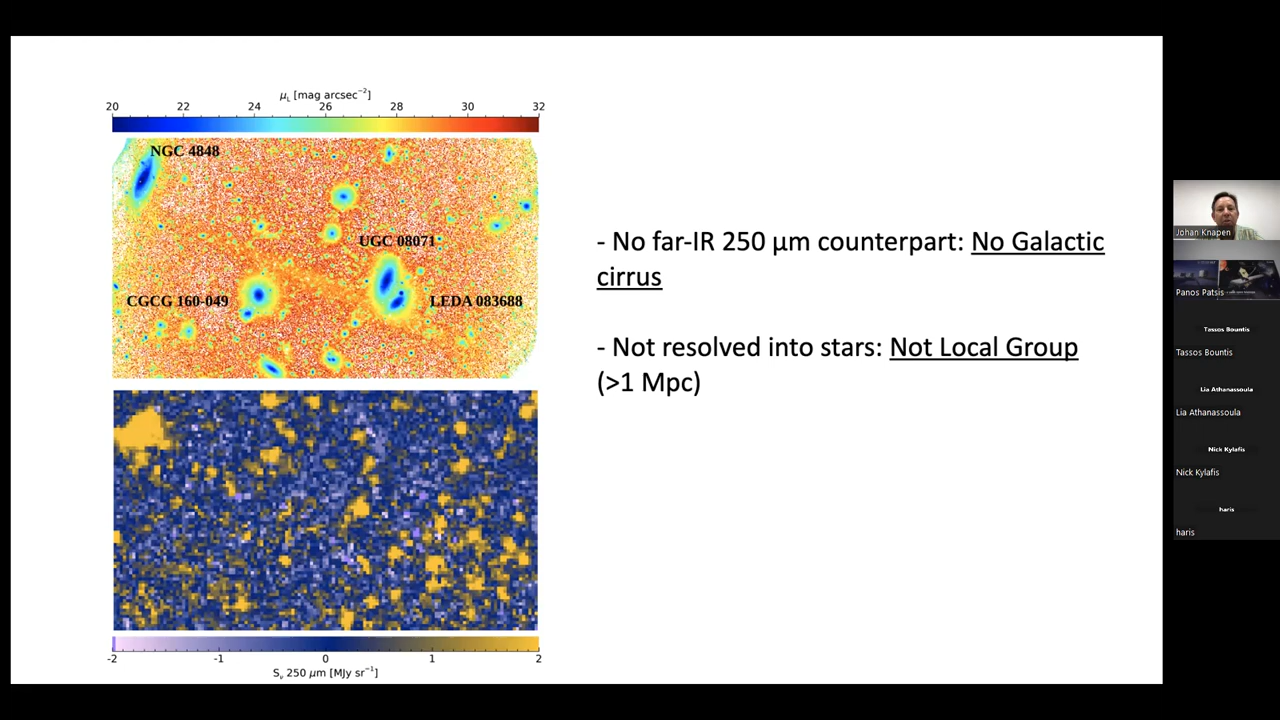 μL [mag arcsec−2]
20 22 24 26 28 30 32
NGC 4848
UGC 08071
CGCG 160-049
LEDA 083688
-2 -1 0 1 2
Sν 250 μm [MJy sr−1]
- No far-IR 250 μm counterpart: No Galactic
cirrus
- Not resolved into stars: Not Local Group
(>1 Mpc)
Johan Knapen
Panos Patsis
Tassos Bountis
Tassos Bountis
Lia Athanassoula
Lia Athanassoula
Nick Kylafis
Nick Kylafis
haris
haris